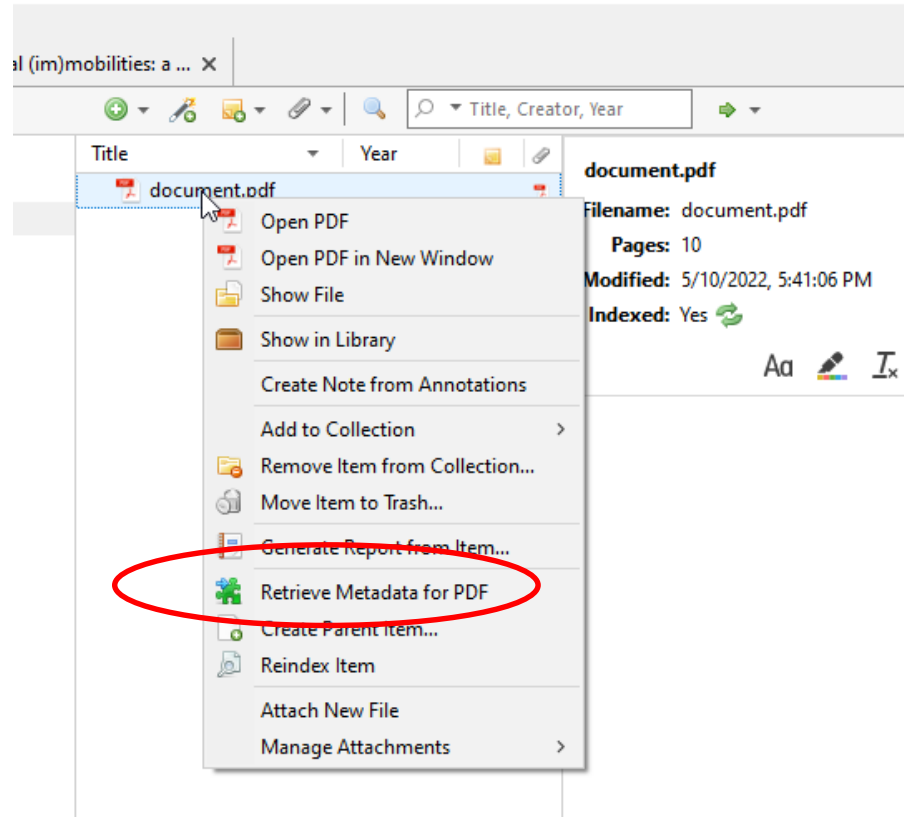 al (im)mobilities: a ...
Title, Creator, Year
Title Year
document.pdf
document.pdf
Filename: document.pdf
Pages: 10
Modified: 5/10/2022, 5:41:06 PM
Indexed: Yes
Aa
Open PDF
Open PDF in New Window
Show File
Show in Library
Create Note from Annotations
Add to Collection
Remove Item from Collection...
Move Item to Trash...
Generate Report from Item...
Retrieve Metadata for PDF
Create Parent Item...
Reindex Item
Attach New File
Manage Attachments